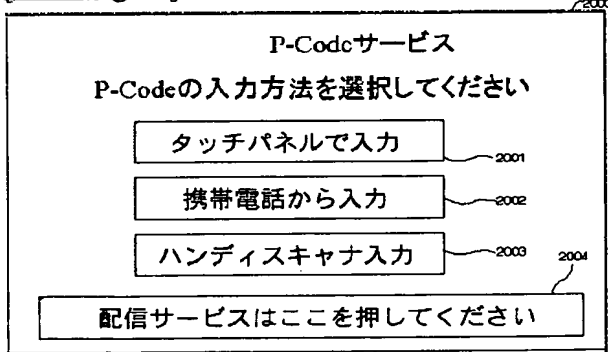 2000
P-Codeサービス
P-Codeの入力方法を選択してください
タッチパネルで入力
2001
携帯電話から入力
2002
ハンディスキャナ入力
2003
2004
配信サービスはここを押してください